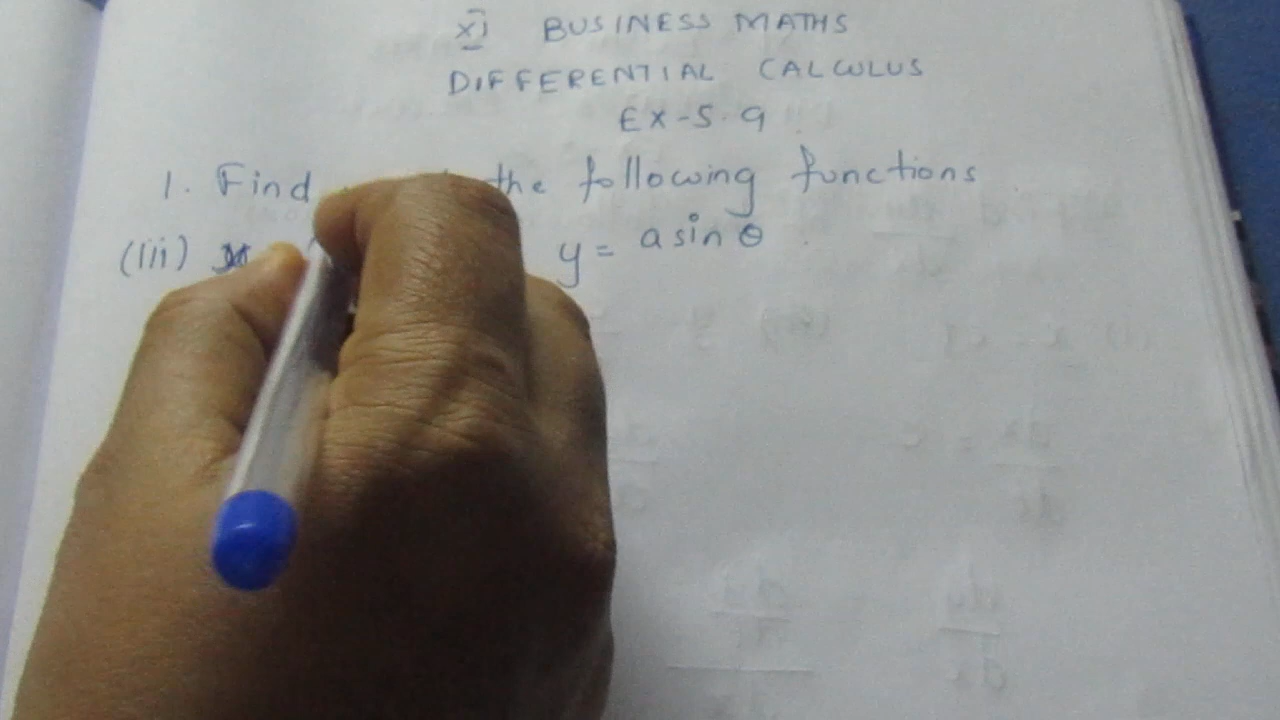 XI BUSINESS MATHS
DIFFERENTIAL CALCULUS
EX-5.9
1. Find the following functions
(iii) y = a sin θ